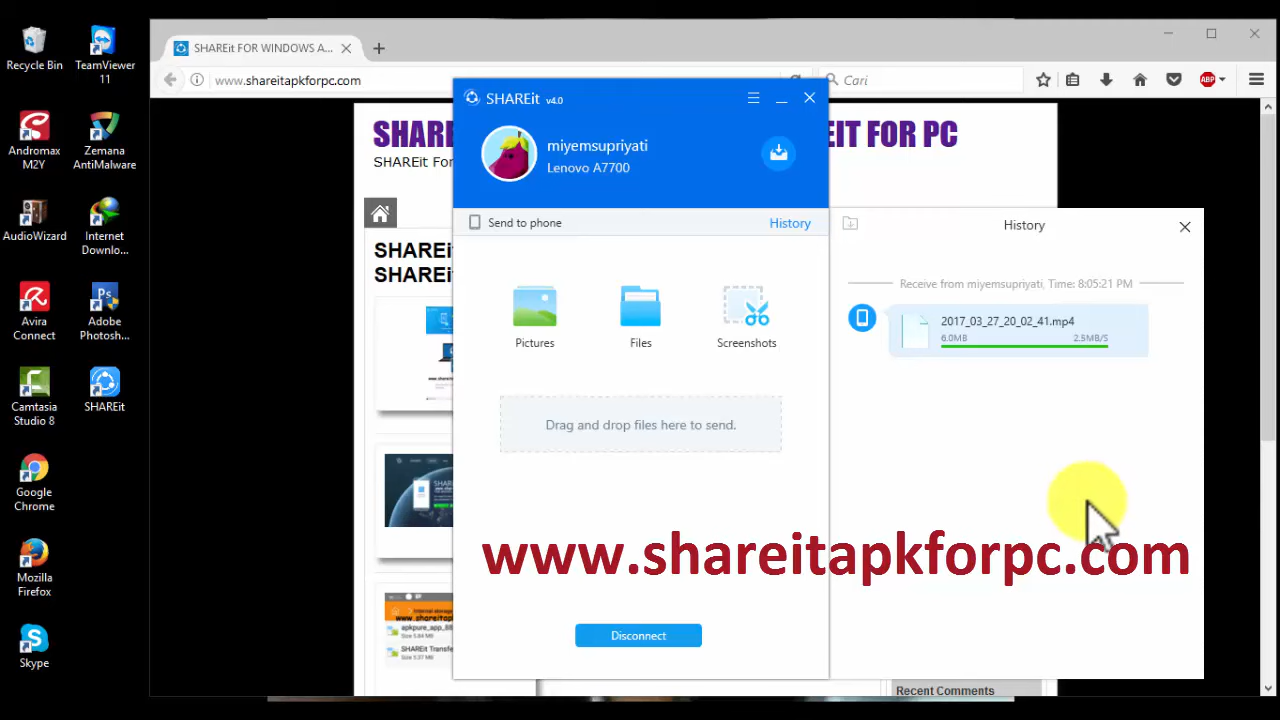 Recycle Bin
TeamViewer 11
Andromax M2Y
Zemana AntiMalware
AudioWizard
Internet Downlo...
Avira Connect
Adobe Photosh...
Camtasia Studio 8
SHAREit
Google Chrome
Mozilla Firefox
Skype
SHAREit FOR WINDOWS A...
www.shareitapkforpc.com
Cari
ABP
EIT FOR PC
SHAREit For
SHAREit v4.0
miyemsupriyati
Lenovo A7700
Send to phone
History
Pictures
Files
Screenshots
Drag and drop files here to send.
Disconnect
History
Receive from miyemsupriyati, Time: 8:05:21 PM
2017_03_27_20_02_41.mp4
6.0MB 2.5MB/S
www.shareitapkforpc.com
Internal storage
Recent Comments